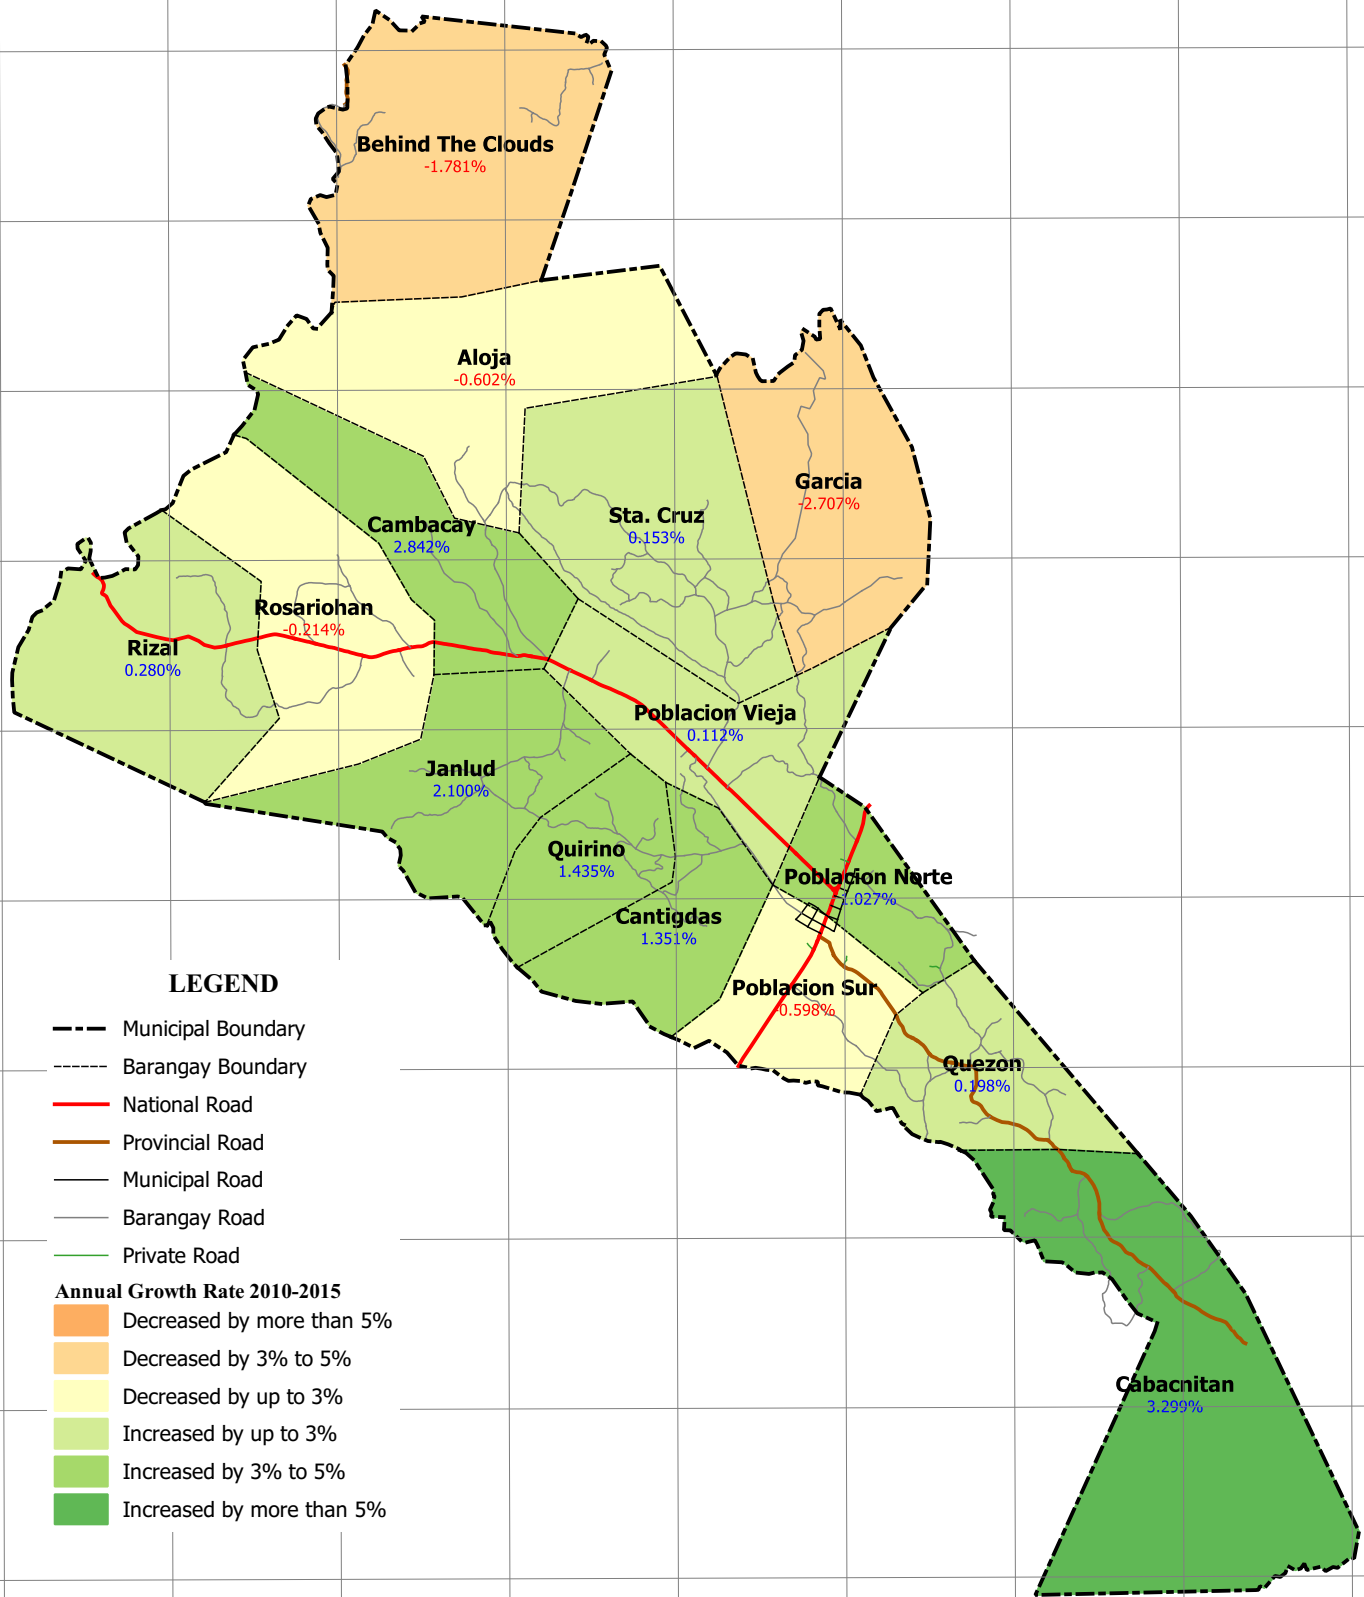 Behind The Clouds
-1.781%
Aloja
-0.602%
Garcia
-2.707%
Sta. Cruz
0.153%
Cambacay
2.842%
Rosariohan
-0.214%
Rizal
0.280%
Poblacion Vieja
0.112%
Janlud
2.100%
Quirino
1.435%
Poblacion Norte
1.027%
Cantigdas
1.351%
Poblacion Sur
-0.598%
Quezon
0.198%
Cabacnitan
3.299%
LEGEND
Municipal Boundary
Barangay Boundary
National Road
Provincial Road
Municipal Road
Barangay Road
Private Road
Annual Growth Rate 2010-2015
Decreased by more than 5%
Decreased by 3% to 5%
Decreased by up to 3%
Increased by up to 3%
Increased by 3% to 5%
Increased by more than 5%